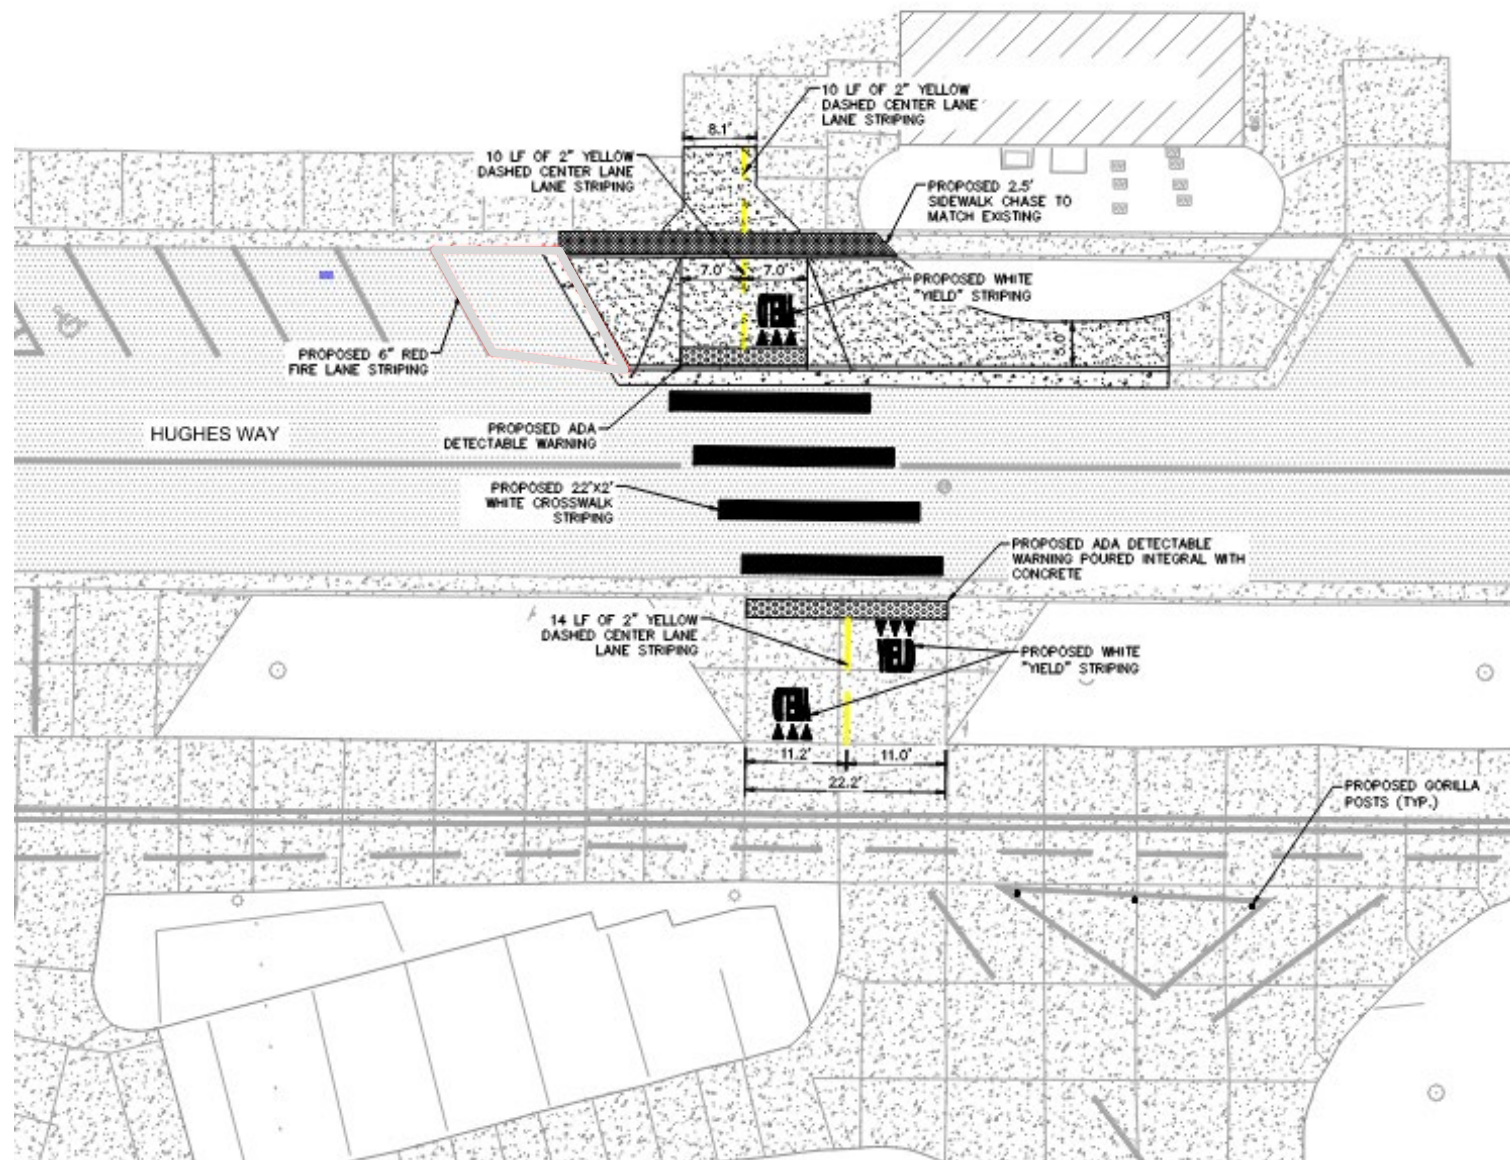 10 LF OF 2" YELLOW
DASHED CENTER LANE
LANE STRIPING
8.1'
10 LF OF 2" YELLOW
DASHED CENTER LANE
LANE STRIPING
PROPOSED 2.5'
SIDEWALK CHASE TO
MATCH EXISTING
7.0'
7.0'
PROPOSED WHITE
"YIELD" STRIPING
YIELD
5.0'
PROPOSED 6" RED
FIRE LANE STRIPING
HUGHES WAY
PROPOSED ADA
DETECTABLE WARNING
PROPOSED 22'X2'
WHITE CROSSWALK
STRIPING
PROPOSED ADA DETECTABLE
WARNING POURED INTEGRAL WITH
CONCRETE
14 LF OF 2" YELLOW
DASHED CENTER LANE
LANE STRIPING
YIELD
PROPOSED WHITE
"YIELD" STRIPING
YIELD
11.2'
11.0'
22.2'
PROPOSED GORILLA
POSTS (TYP.)